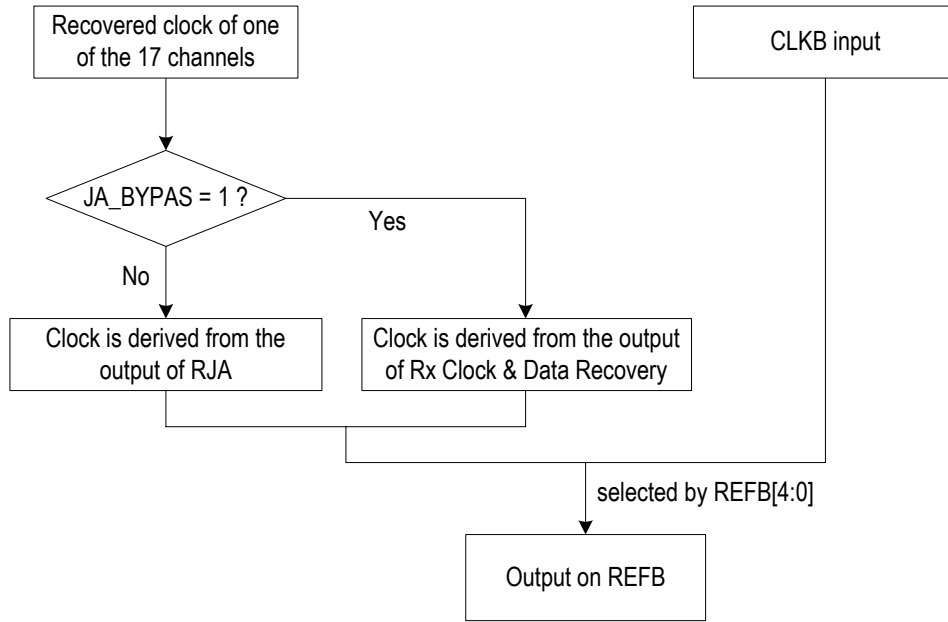 Recovered clock of one
of the 17 channels
CLKB input
JA_BYPAS = 1 ?
Yes
No
Clock is derived from the
output of RJA
Clock is derived from the output
of Rx Clock & Data Recovery
selected by REFB[4:0]
Output on REFB